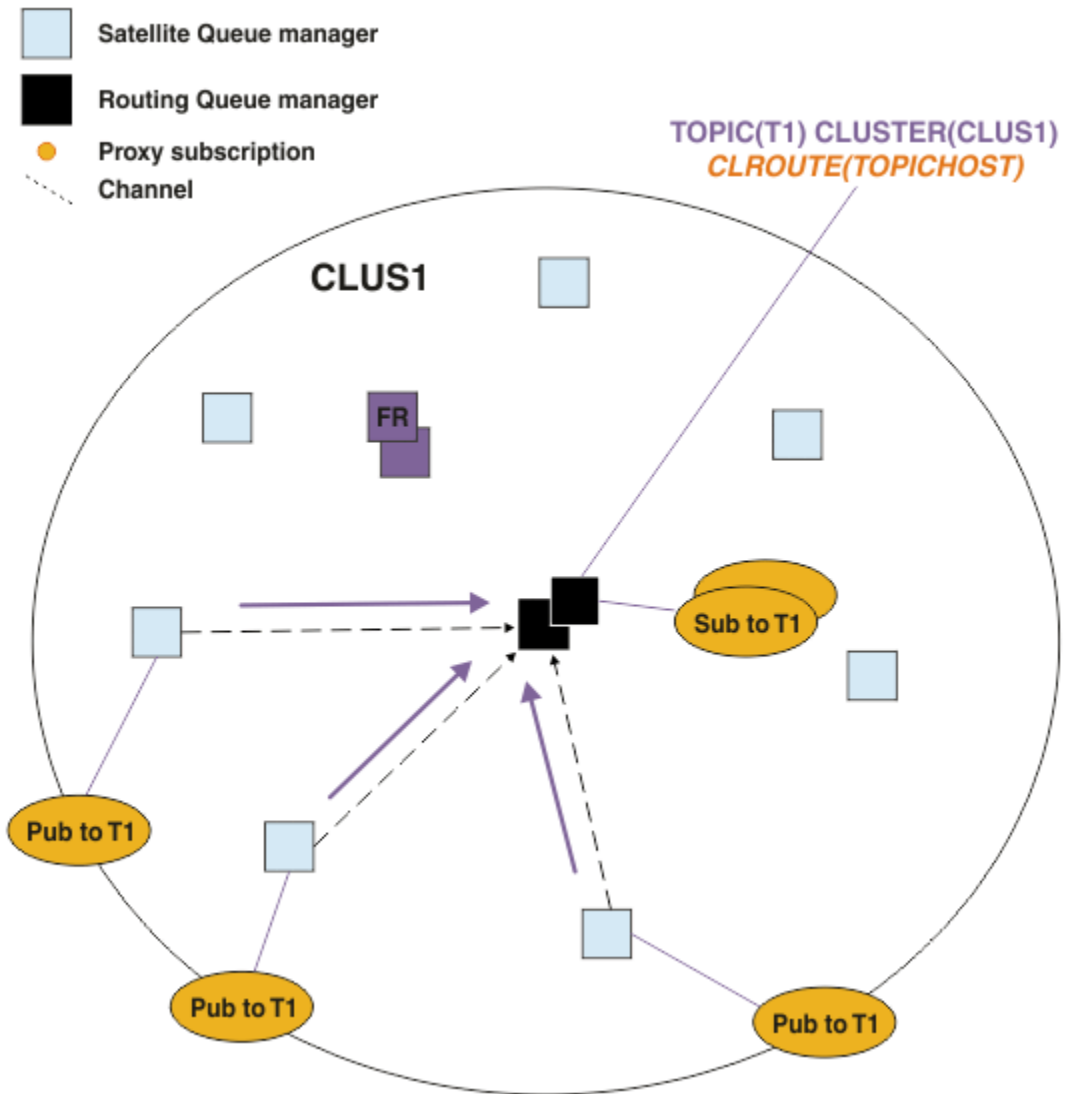 Satellite Queue manager
Routing Queue manager
Proxy subscription
Channel
TOPIC(T1) CLUSTER(CLUS1)
CLROUTE(TOPICHOST)
CLUS1
FR
Sub to T1
Pub to T1
Pub to T1
Pub to T1